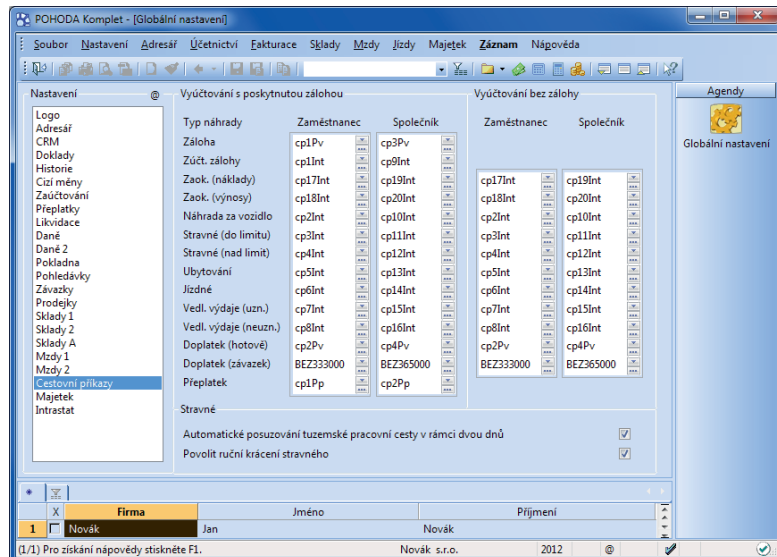 POHODA Komplet - [Globální nastavení]
Soubor Nastavení Adresář Účetnictví Fakturace Sklady Mzdy Jízdy Majetek Záznam Nápověda
Nastavení @
Logo
Adresář
CRM
Doklady
Historie
Cizí měny
Zaúčtování
Přeplatky
Likvidace
Daně
Daně 2
Pokladna
Pohledávky
Závazky
Prodejky
Sklady 1
Sklady 2
Sklady A
Mzdy 1
Mzdy 2
Cestovní příkazy
Majetek
Intrastat
Vyúčtování s poskytnutou zálohou Vyúčtování bez zálohy
Typ náhrady Zaměstnanec Společník Zaměstnanec Společník
Záloha cp1Pv cp3Pv
Zúčt. zálohy cp1Int cp9Int
Zaok. (náklady) cp17Int cp19Int cp17Int cp19Int
Zaok. (výnosy) cp18Int cp20Int cp18Int cp20Int
Náhrada za vozidlo cp2Int cp10Int cp2Int cp10Int
Stravné (do limitu) cp3Int cp11Int cp3Int cp11Int
Stravné (nad limit) cp4Int cp12Int cp4Int cp12Int
Ubytování cp5Int cp13Int cp5Int cp13Int
Jízdné cp6Int cp14Int cp6Int cp14Int
Vedl. výdaje (uzn.) cp7Int cp15Int cp7Int cp15Int
Vedl. výdaje (neuzn.) cp8Int cp16Int cp8Int cp16Int
Doplatek (hotově) cp2Pv cp4Pv cp2Pv cp4Pv
Doplatek (závazek) BEZ333000 BEZ365000 BEZ333000 BEZ365000
Přeplatek cp1Pp cp2Pp
Stravné
Automatické posuzování tuzemské pracovní cesty v rámci dvou dnů
Povolit ruční krácení stravného
Agendy
Globální nastavení
X Firma Jméno Příjmení
1 Novák Jan Novák
(1/1) Pro získání nápovědy stiskněte F1. Novák s.r.o. 2012 @